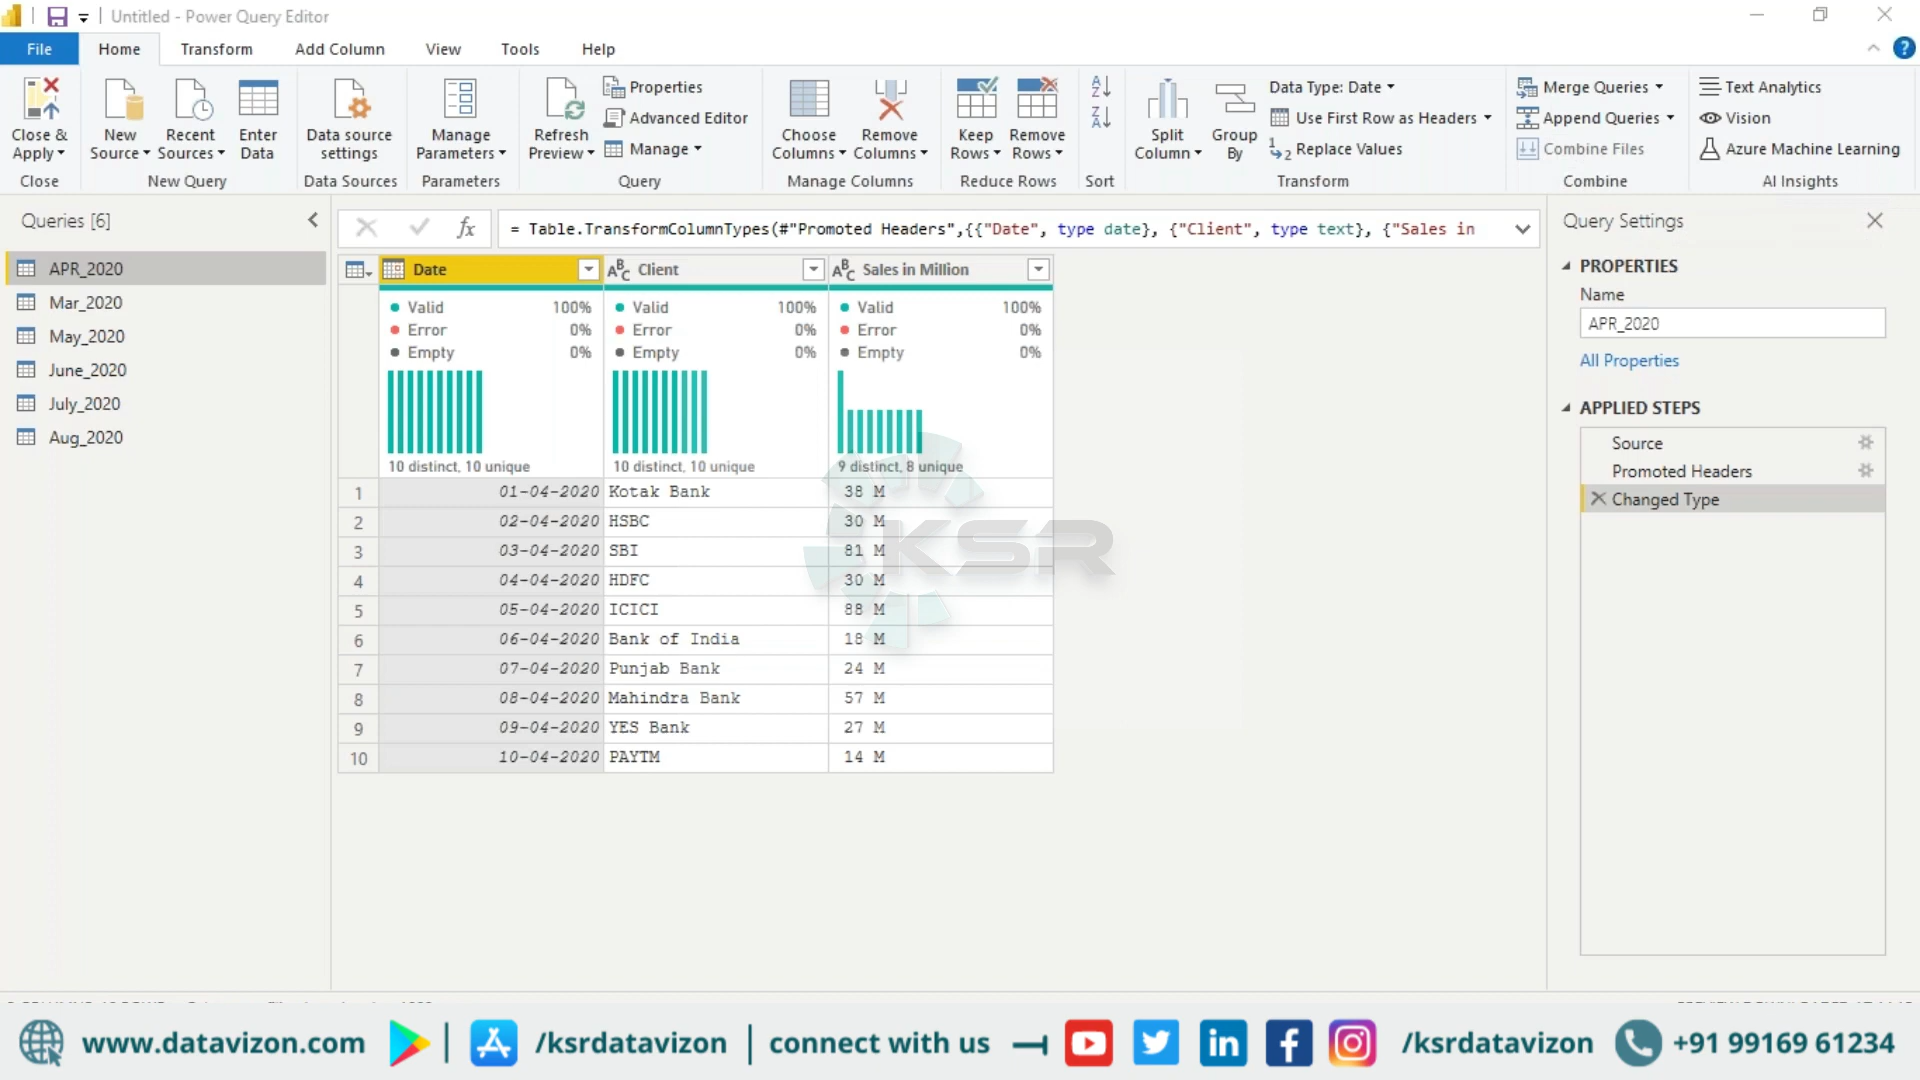 Untitled - Power Query Editor
File Home Transform Add Column View Tools Help
Close & Apply
New Source
Recent Sources
Enter Data
Data source settings
Manage Parameters
Refresh Preview
Properties
Advanced Editor
Manage
Choose Columns
Remove Columns
Keep Rows
Remove Rows
Split Column
Group By
Data Type: Date
Use First Row as Headers
Replace Values
Merge Queries
Append Queries
Combine Files
Text Analytics
Vision
Azure Machine Learning
Close New Query Data Sources Parameters Query Manage Columns Reduce Rows Sort Transform Combine AI Insights
Queries [6]
APR_2020
Mar_2020
May_2020
June_2020
July_2020
Aug_2020
fx = Table.TransformColumnTypes(#"Promoted Headers",{{"Date", type date}, {"Client", type text}, {"Sales in
Date ABC Client ABC Sales in Million
Valid 100% Valid 100% Valid 100%
Error 0% Error 0% Error 0%
Empty 0% Empty 0% Empty 0%
10 distinct, 10 unique 10 distinct, 10 unique 9 distinct, 8 unique
1 01-04-2020 Kotak Bank 38 M
2 02-04-2020 HSBC 30 M
3 03-04-2020 SBI 81 M
4 04-04-2020 HDFC 30 M
5 05-04-2020 ICICI 88 M
6 06-04-2020 Bank of India 18 M
7 07-04-2020 Punjab Bank 24 M
8 08-04-2020 Mahindra Bank 57 M
9 09-04-2020 YES Bank 27 M
10 10-04-2020 PAYTM 14 M
KSR
Query Settings
PROPERTIES
Name
APR_2020
All Properties
APPLIED STEPS
Source
Promoted Headers
Changed Type
www.datavizon.com | /ksrdatavizon | connect with us /ksrdatavizon +91 99169 61234